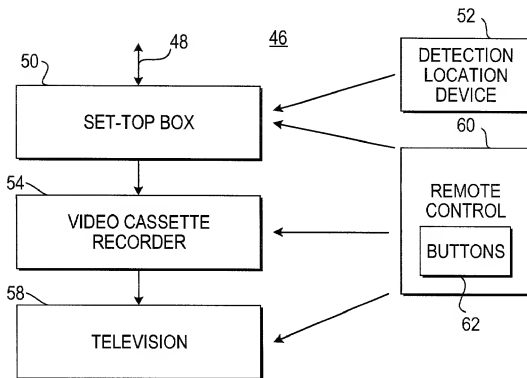 50
48
46
52
SET-TOP BOX
DETECTION
LOCATION
DEVICE
60
54
VIDEO CASSETTE
RECORDER
REMOTE
CONTROL
BUTTONS
58
TELEVISION
62